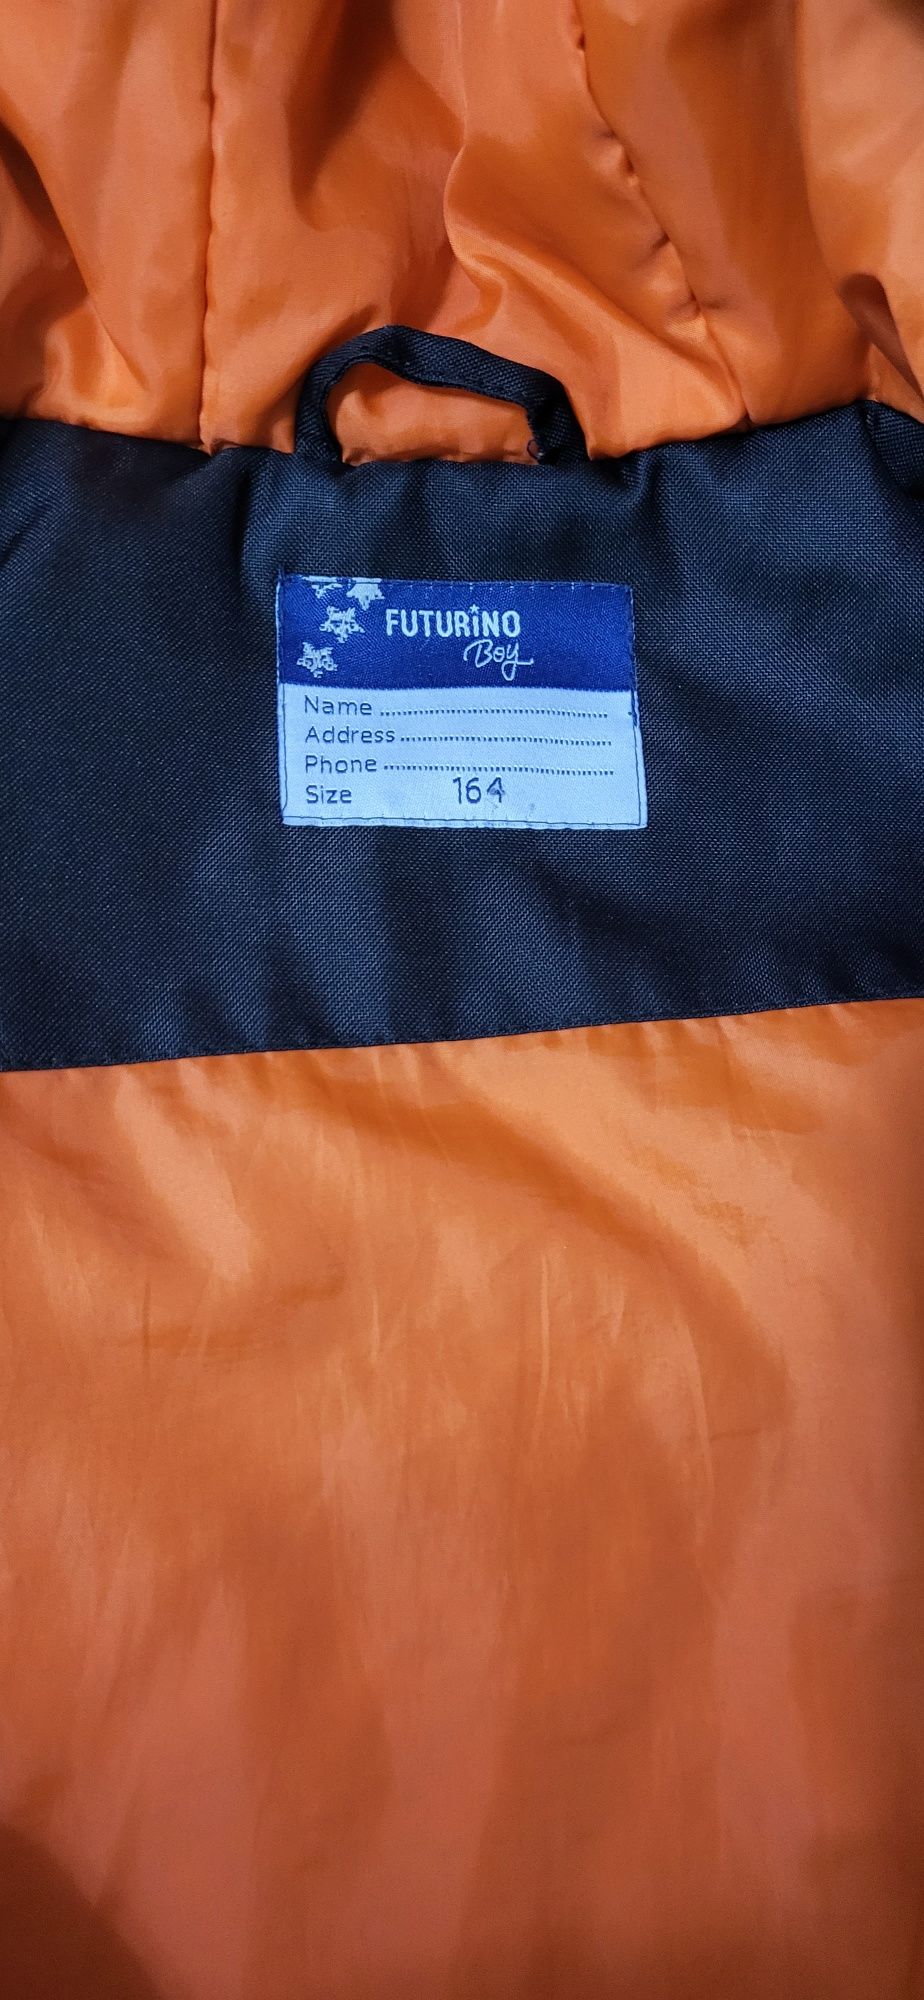 FUTURiNO
Boy
Name ........................................
Address .....................................
Phone ........................................
Size 164